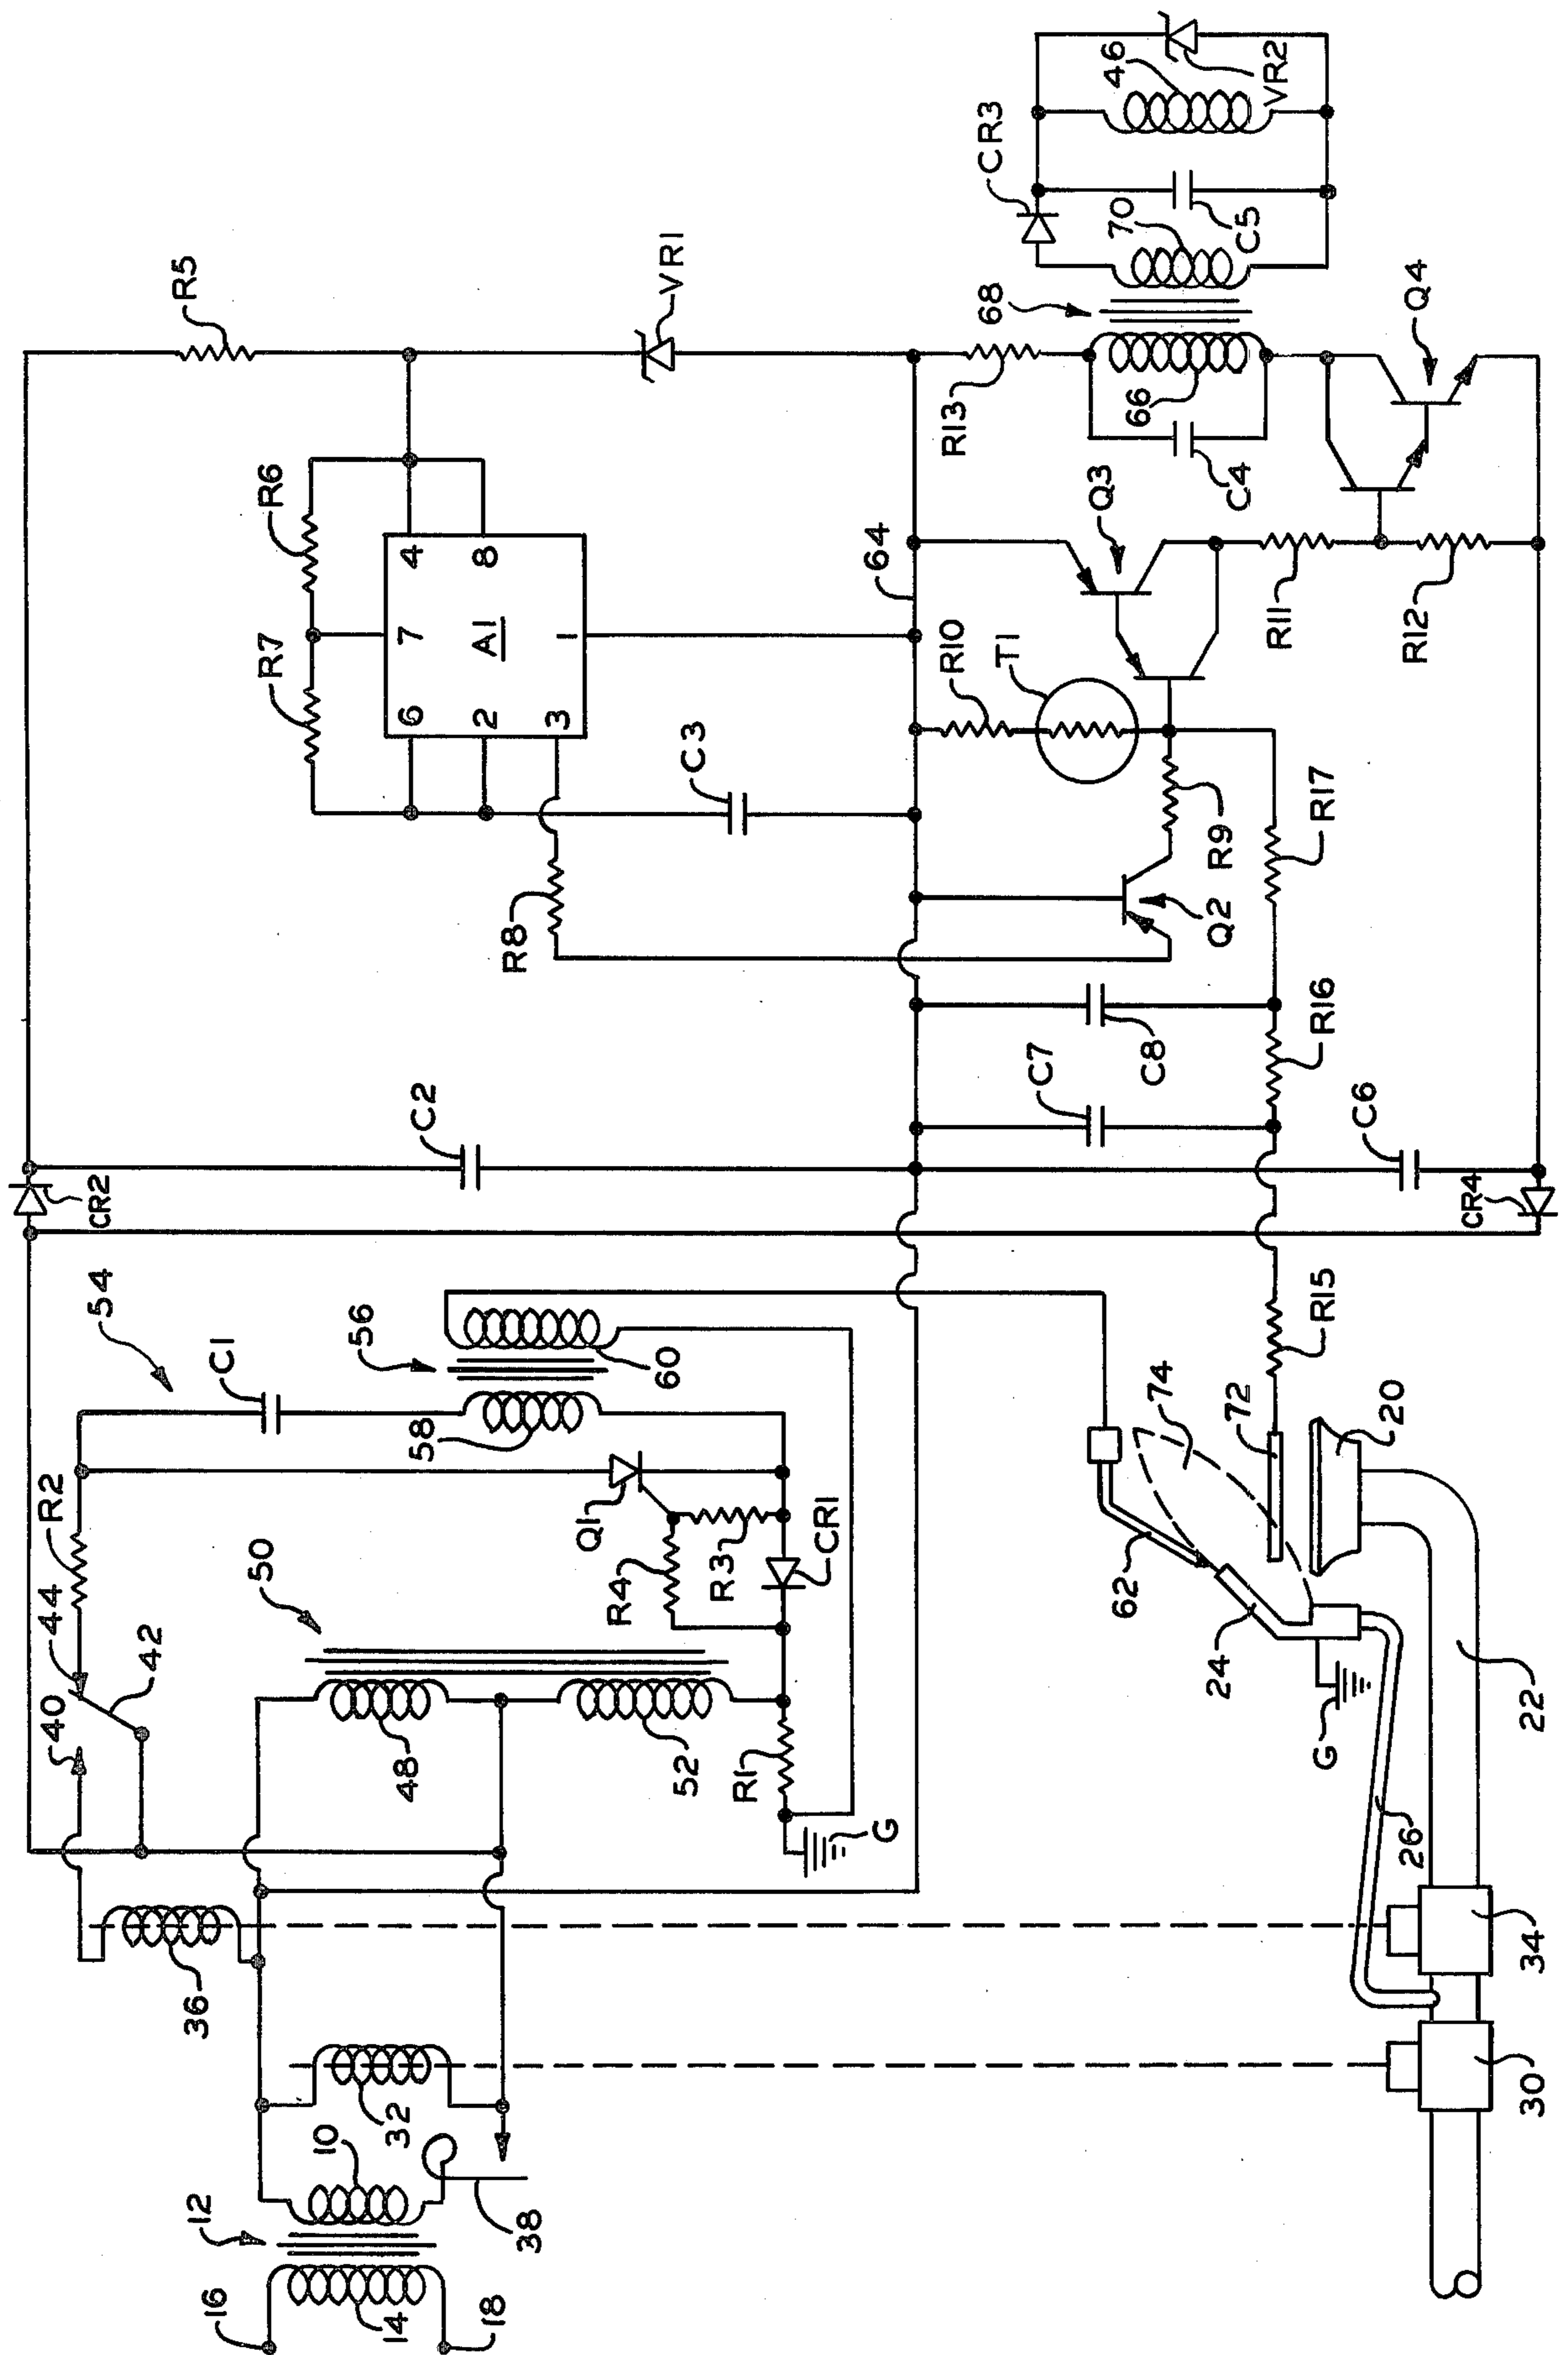 16
18
14
12
10
38
32
36
40
42
44
R2
54
C1
50
48
52
R1
G
R4
R3
Q1
CR1
58
56
60
CR2
C2
R5
R6
R7
7
4
8
A1
6
2
3
1
R8
C3
VR1
64
R10
T1
Q3
R9
Q2
R17
R16
C7
C8
C6
CR4
R15
R11
R12
R13
66
C4
68
70
CR3
C5
46
VR2
Q4
62
74
72
20
24
G
26
22
34
30